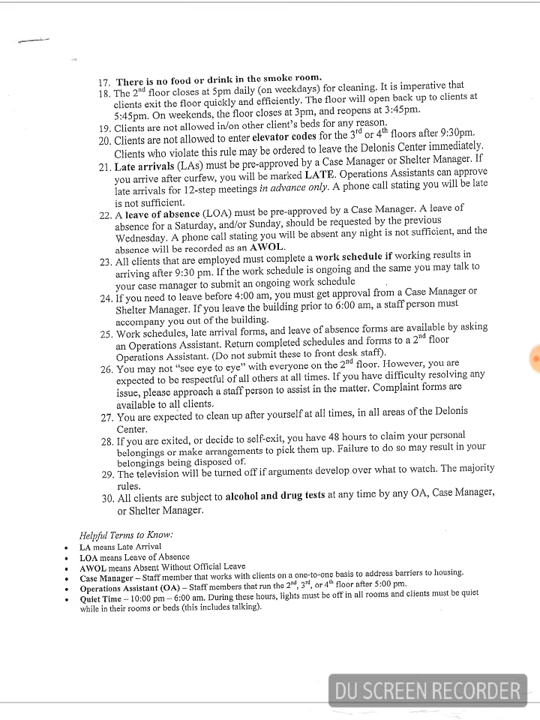 17. There is no food or drink in the smoke room.
18. The 2nd floor closes at 5pm daily (on weekdays) for cleaning. It is imperative that
clients exit the floor quickly and efficiently. The floor will open back up to clients at
5:45pm. On weekends, the floor closes at 3pm, and reopens at 3:45pm.
19. Clients are not allowed in/on other client's beds for any reason.
20. Clients are not allowed to enter elevator codes for the 3rd or 4th floors after 9:30pm.
Clients who violate this rule may be ordered to leave the Delonis Center immediately.
21. Late arrivals (LAs) must be pre-approved by a Case Manager or Shelter Manager. If
you arrive after curfew, you will be marked LATE. Operations Assistants can approve
late arrivals for 12-step meetings in advance only. A phone call stating you will be late
is not sufficient.
22. A leave of absence (LOA) must be pre-approved by a Case Manager. A leave of
absence for a Saturday, and/or Sunday, should be requested by the previous
Wednesday. A phone call stating you will be absent any night is not sufficient, and the
absence will be recorded as an AWOL.
23. All clients that are employed must complete a work schedule if working results in
arriving after 9:30 pm. If the work schedule is ongoing and the same you may talk to
your case manager to submit an ongoing work schedule
24. If you need to leave before 4:00 am, you must get approval from a Case Manager or
Shelter Manager. If you leave the building prior to 6:00 am, a staff person must
accompany you out of the building.
25. Work schedules, late arrival forms, and leave of absence forms are available by asking
an Operations Assistant. Return completed schedules and forms to a 2nd floor
Operations Assistant. (Do not submit these to front desk staff).
26. You may not "see eye to eye" with everyone on the 2nd floor. However, you are
expected to be respectful of all others at all times. If you have difficulty resolving any
issue, please approach a staff person to assist in the matter. Complaint forms are
available to all clients.
27. You are expected to clean up after yourself at all times, in all areas of the Delonis
Center.
28. If you are exited, or decide to self-exit, you have 48 hours to claim your personal
belongings or make arrangements to pick them up. Failure to do so may result in your
belongings being disposed of.
29. The television will be turned off if arguments develop over what to watch. The majority
rules.
30. All clients are subject to alcohol and drug tests at any time by any OA, Case Manager,
or Shelter Manager.
Helpful Terms to Know:
• LA means Late Arrival
• LOA means Leave of Absence
• AWOL means Absent Without Official Leave
• Case Manager – Staff member that works with clients on a one-to-one basis to address barriers to housing.
• Operations Assistant (OA) – Staff members that run the 2nd, 3rd, or 4th floor after 5:00 pm.
• Quiet Time – 10:00 pm – 6:00 am. During these hours, lights must be off in all rooms and clients must be quiet
while in their rooms or beds (this includes talking).
DU SCREEN RECORDER